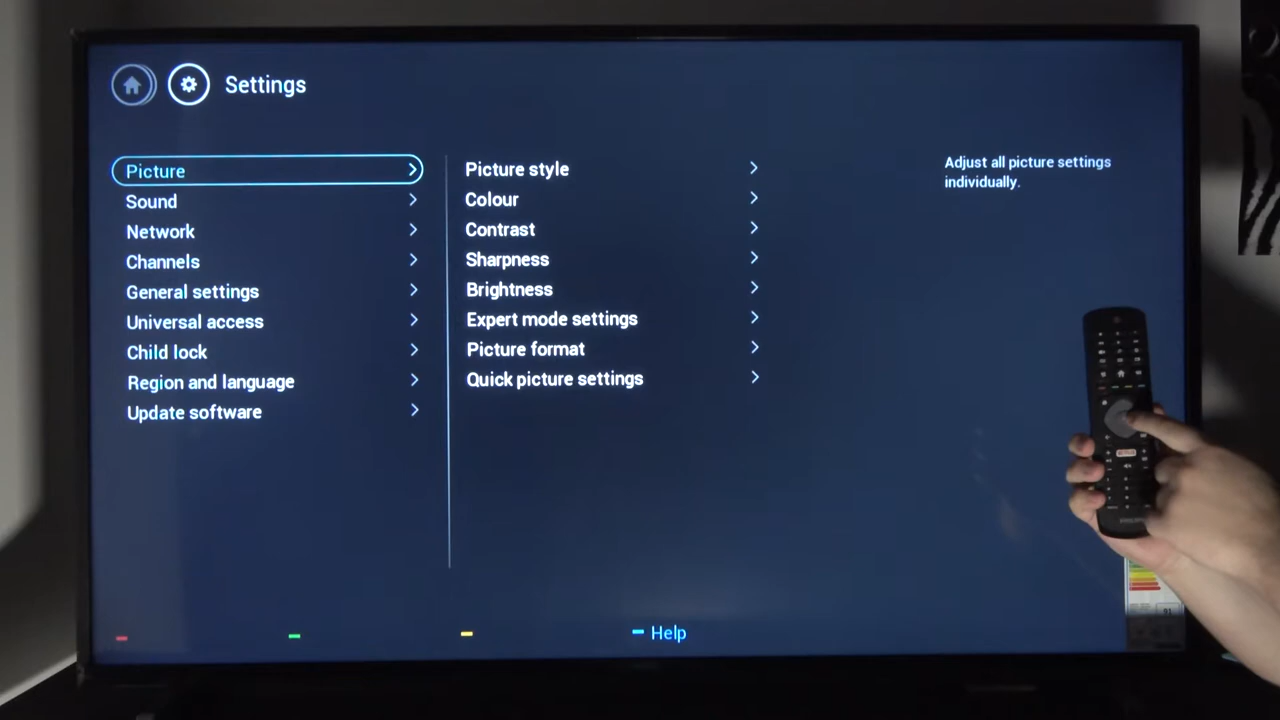 Settings
Picture
Sound
Network
Channels
General settings
Universal access
Child lock
Region and language
Update software
Picture style
Colour
Contrast
Sharpness
Brightness
Expert mode settings
Picture format
Quick picture settings
Adjust all picture settings
individually.
Help